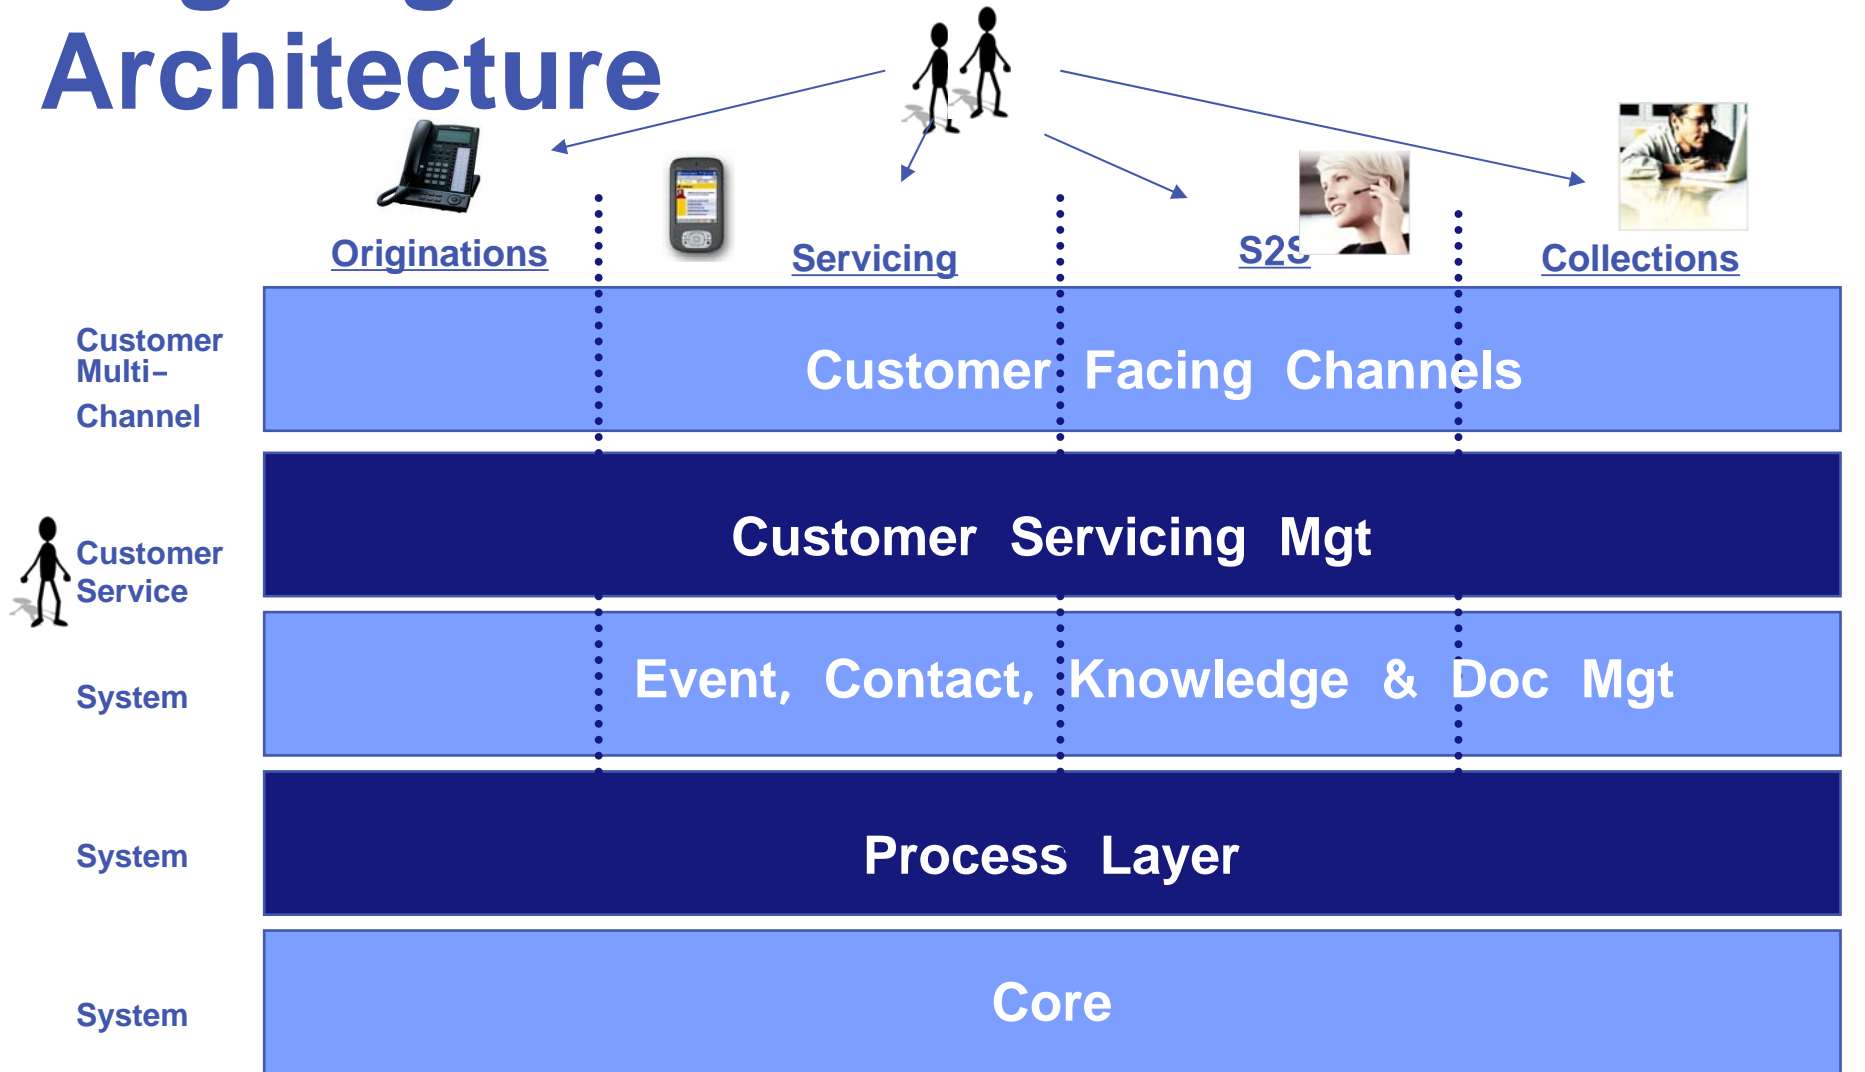 Architecture
Originations
Servicing
S2S
Collections
Customer
Multi–
Channel
Customer Facing Channels
Customer Servicing Mgt
Customer
Service
Event, Contact, Knowledge & Doc Mgt
System
Process Layer
System
Core
System